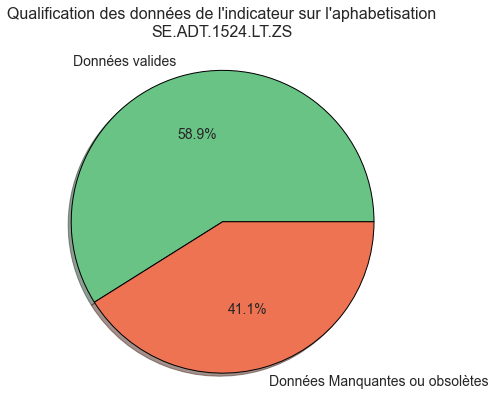 Qualification des données de l'indicateur sur l'aphabetisation
SE.ADT.1524.LT.ZS
Données valides
58.9%
41.1%
Données Manquantes ou obsolètes